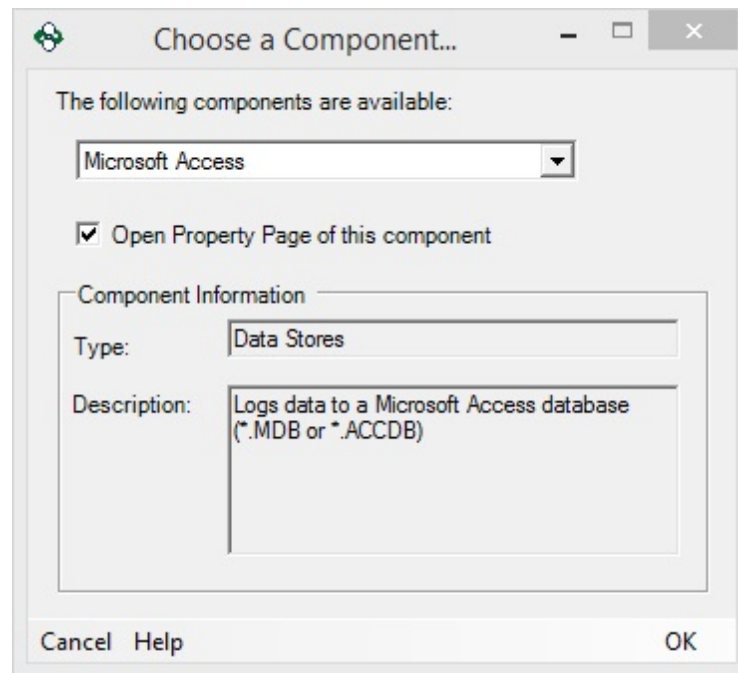 Choose a Component...
The following components are available:
Microsoft Access
Open Property Page of this component
Component Information
Type: Data Stores
Description: Logs data to a Microsoft Access database
(*.MDB or *.ACCDB)
Cancel Help OK